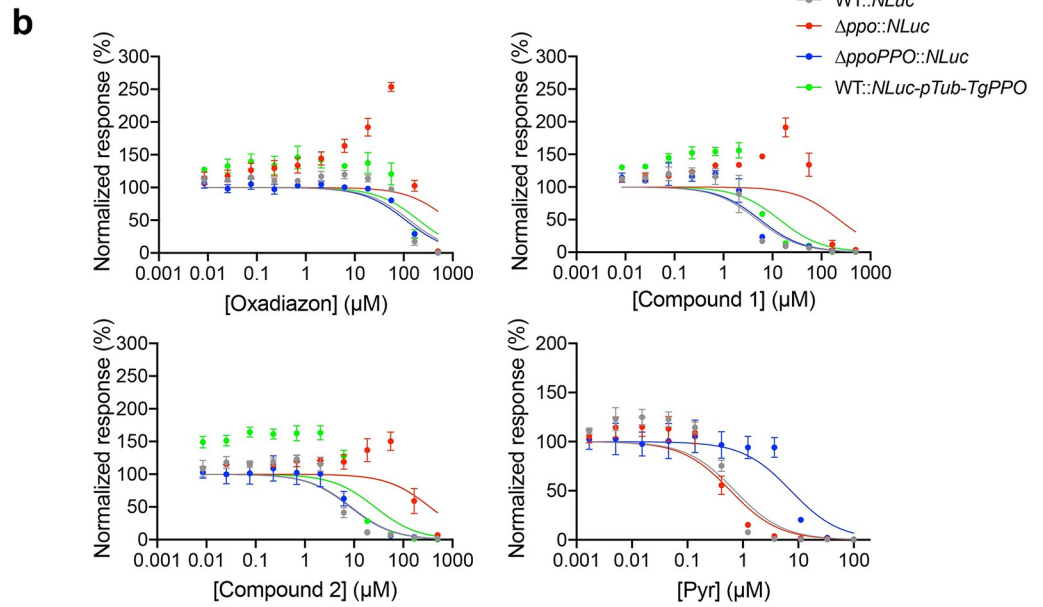 b
WT::NLuc
Δppo::NLuc
ΔppoPPO::NLuc
WT::NLuc-pTub-TgPPO
Normalized response (%)
300
250
200
150
100
50
0
0.001 0.01 0.1 1 10 100 1000
[Oxadiazon] (µM)
Normalized response (%)
300
250
200
150
100
50
0
0.001 0.01 0.1 1 10 100 1000
[Compound 1] (µM)
Normalized response (%)
300
250
200
150
100
50
0
0.001 0.01 0.1 1 10 100 1000
[Compound 2] (µM)
Normalized response (%)
200
150
100
50
0
0.001 0.01 0.1 1 10 100
[Pyr] (µM)